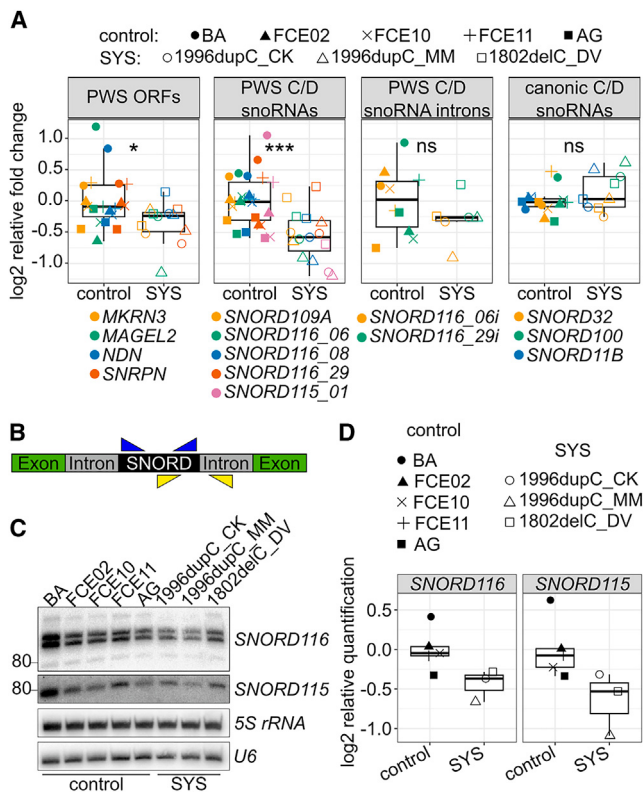 A
control: BA FCE02 FCE10 FCE11 AG
SYS: 1996dupC_CK 1996dupC_MM 1802delC_DV
PWS ORFs
PWS C/D snoRNAs
PWS C/D snoRNA introns
canonic C/D snoRNAs
log2 relative fold change
1.0
0.5
0.0
-0.5
-1.0
* *** ns ns
control SYS control SYS control SYS control SYS
MKRN3
MAGEL2
NDN
SNRPN
SNORD109A
SNORD116_06
SNORD116_08
SNORD116_29
SNORD115_01
SNORD116_06i
SNORD116_29i
SNORD32
SNORD100
SNORD11B
B
Exon Intron SNORD Intron Exon
C
BA FCE02 FCE10 FCE11 AG 1996dupC_CK 1996dupC_MM 1802delC_DV
SNORD116
80
80
SNORD115
5S rRNA
U6
control SYS
D
control
BA
FCE02
FCE10
FCE11
AG
SYS
1996dupC_CK
1996dupC_MM
1802delC_DV
SNORD116 SNORD115
log2 relative quantification
0.5
0.0
-0.5
-1.0
control SYS control SYS